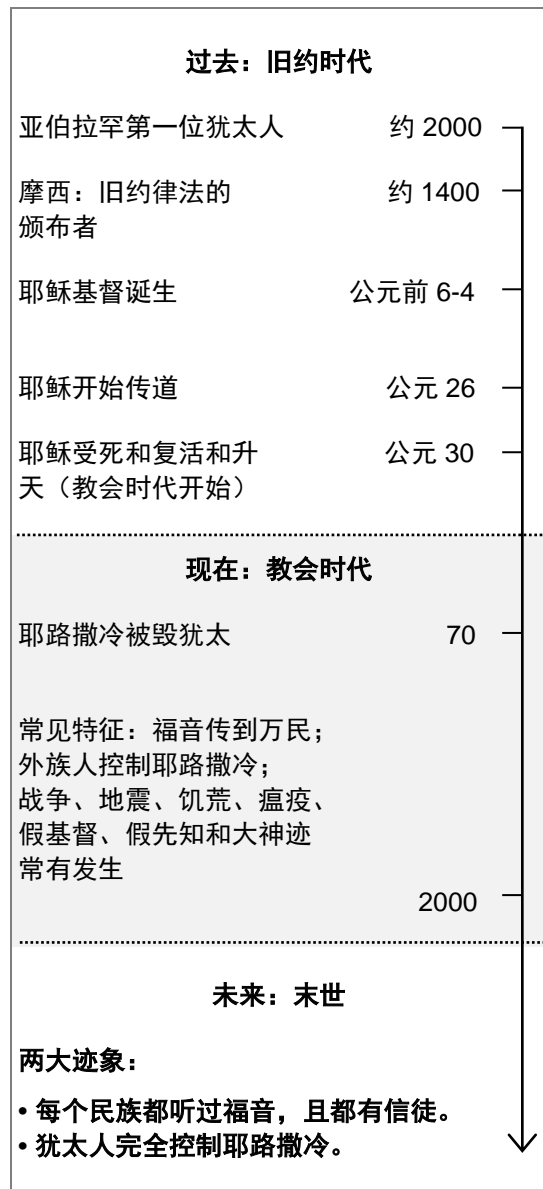 过去：旧约时代
亚伯拉罕第一位犹太人 约 2000
摩西：旧约律法的 约 1400
颁布者
耶稣基督诞生 公元前 6-4
耶稣开始传道 公元 26
耶稣受死和复活和升 公元 30
天（教会时代开始）
现在：教会时代
耶路撒冷被毁犹太 70
常见特征：福音传到万民；
外族人控制耶路撒冷；
战争、地震、饥荒、瘟疫、
假基督、假先知和大神迹
常有发生
2000
未来：末世
两大迹象：
• 每个民族都听过福音，且都有信徒。
• 犹太人完全控制耶路撒冷。